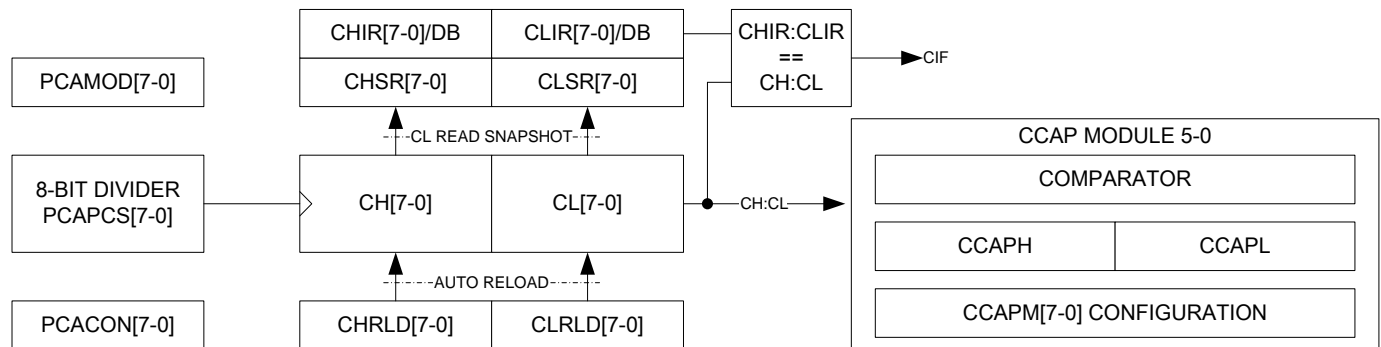 CHIR[7-0]/DB CLIR[7-0]/DB
CHIR:CLIR
==
CH:CL
CIF
PCAMOD[7-0]
CHSR[7-0] CLSR[7-0]
CL READ SNAPSHOT
8-BIT DIVIDER
PCAPCS[7-0]
CH[7-0] CL[7-0]
CH:CL
AUTO RELOAD
PCACON[7-0]
CHRLD[7-0] CLRLD[7-0]
CCAP MODULE 5-0
COMPARATOR
CCAPH CCAPL
CCAPM[7-0] CONFIGURATION